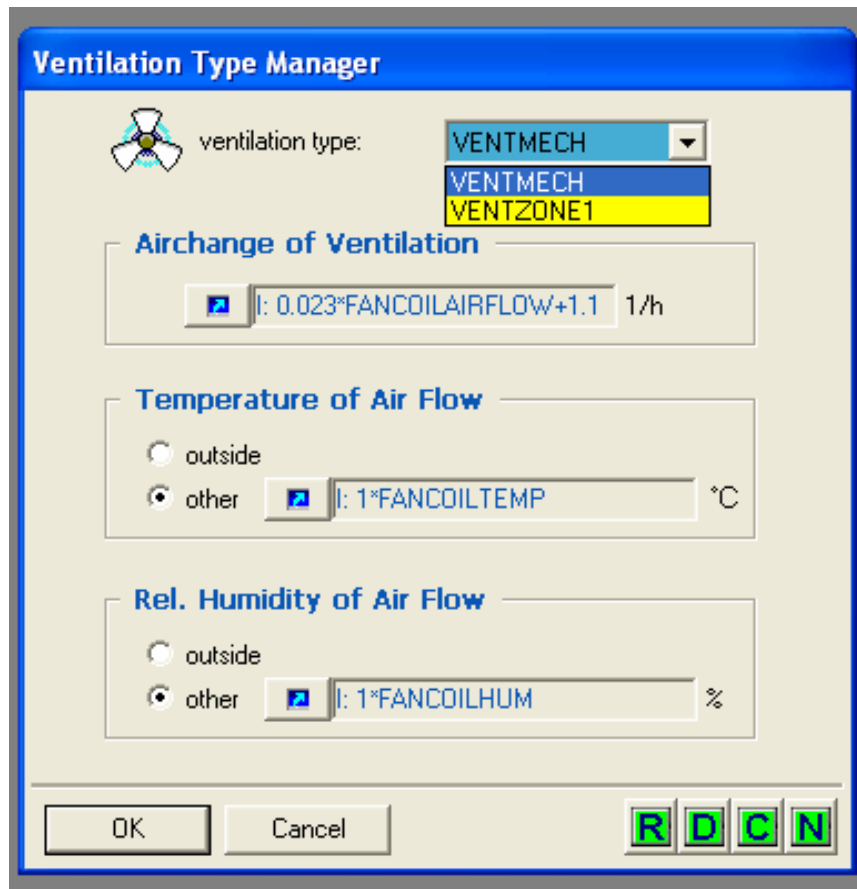 Ventilation Type Manager
ventilation type: VENTMECH
VENTMECH
VENTZONE1
Airchange of Ventilation
I: 0.023*FANCOILAIRFLOW+1.1 1/h
Temperature of Air Flow
outside
other I: 1*FANCOILTEMP °C
Rel. Humidity of Air Flow
outside
other I: 1*FANCOILHUM %
OK Cancel R D C N